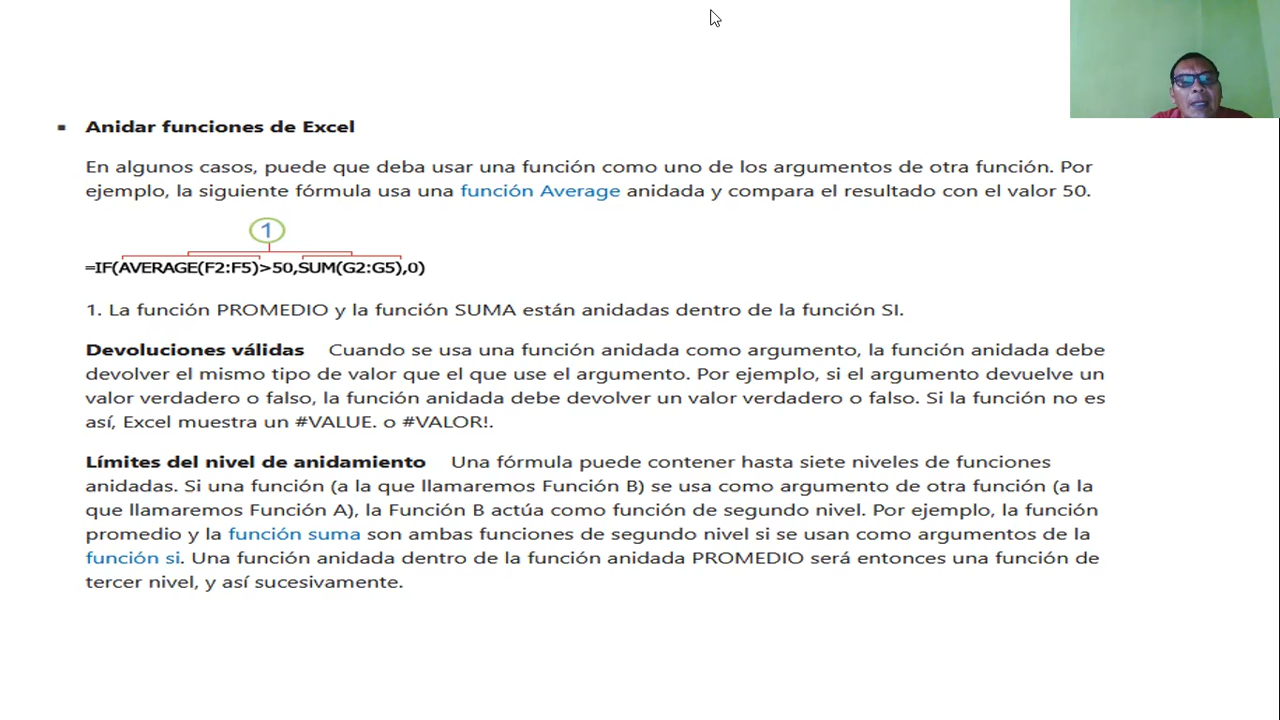 ▪ Anidar funciones de Excel
En algunos casos, puede que deba usar una función como uno de los argumentos de otra función. Por
ejemplo, la siguiente fórmula usa una función Average anidada y compara el resultado con el valor 50.
1
=IF(AVERAGE(F2:F5)>50,SUM(G2:G5),0)
1. La función PROMEDIO y la función SUMA están anidadas dentro de la función SI.
Devoluciones válidas Cuando se usa una función anidada como argumento, la función anidada debe
devolver el mismo tipo de valor que el que use el argumento. Por ejemplo, si el argumento devuelve un
valor verdadero o falso, la función anidada debe devolver un valor verdadero o falso. Si la función no es
así, Excel muestra un #VALUE. o #VALOR!.
Límites del nivel de anidamiento Una fórmula puede contener hasta siete niveles de funciones
anidadas. Si una función (a la que llamaremos Función B) se usa como argumento de otra función (a la
que llamaremos Función A), la Función B actúa como función de segundo nivel. Por ejemplo, la función
promedio y la función suma son ambas funciones de segundo nivel si se usan como argumentos de la
función si. Una función anidada dentro de la función anidada PROMEDIO será entonces una función de
tercer nivel, y así sucesivamente.